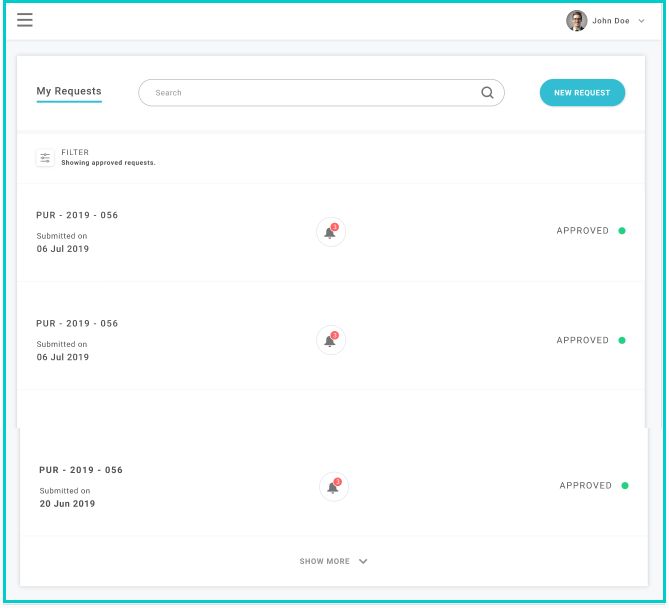 John Doe
My Requests
Search
NEW REQUEST
FILTER
Showing approved requests.
PUR - 2019 - 056
Submitted on
06 Jul 2019
3
APPROVED
PUR - 2019 - 056
Submitted on
06 Jul 2019
3
APPROVED
PUR - 2019 - 056
Submitted on
20 Jun 2019
3
APPROVED
SHOW MORE